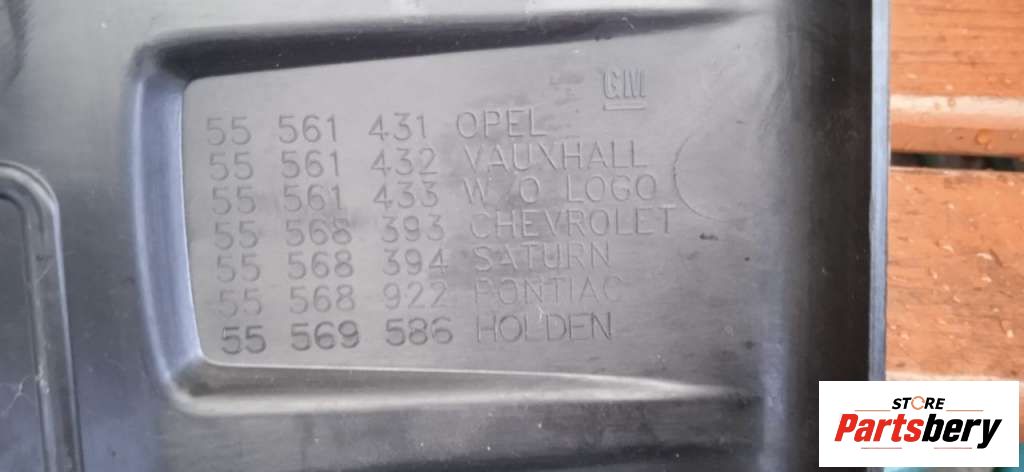 GM
55 561 431 OPEL
55 561 432 VAUXHALL
55 561 433 W/O LOGO
55 568 393 CHEVROLET
55 568 394 SATURN
55 568 922 PONTIAC
55 569 586 HOLDEN
STORE
Partsbery